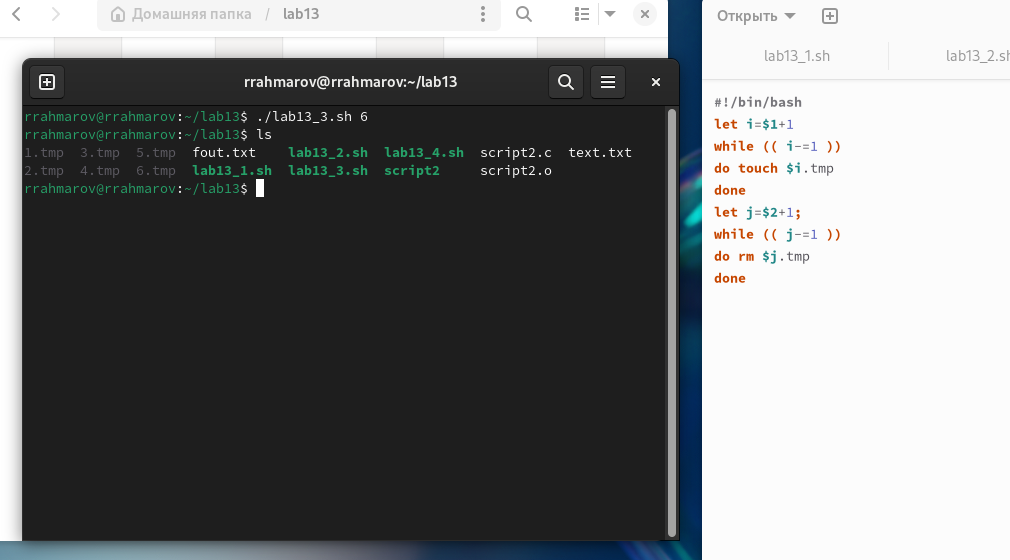 Домашняя папка / lab13
rrahmarov@rrahmarov:~/lab13
rrahmarov@rrahmarov:~/lab13$ ./lab13_3.sh 6
rrahmarov@rrahmarov:~/lab13$ ls
1.tmp 3.tmp 5.tmp fout.txt lab13_2.sh lab13_4.sh script2.c text.txt
2.tmp 4.tmp 6.tmp lab13_1.sh lab13_3.sh script2 script2.o
rrahmarov@rrahmarov:~/lab13$
Открыть
lab13_1.sh lab13_2.sh
#!/bin/bash
let i=$1+1
while (( i-=1 ))
do touch $i.tmp
done
let j=$2+1;
while (( j-=1 ))
do rm $j.tmp
done